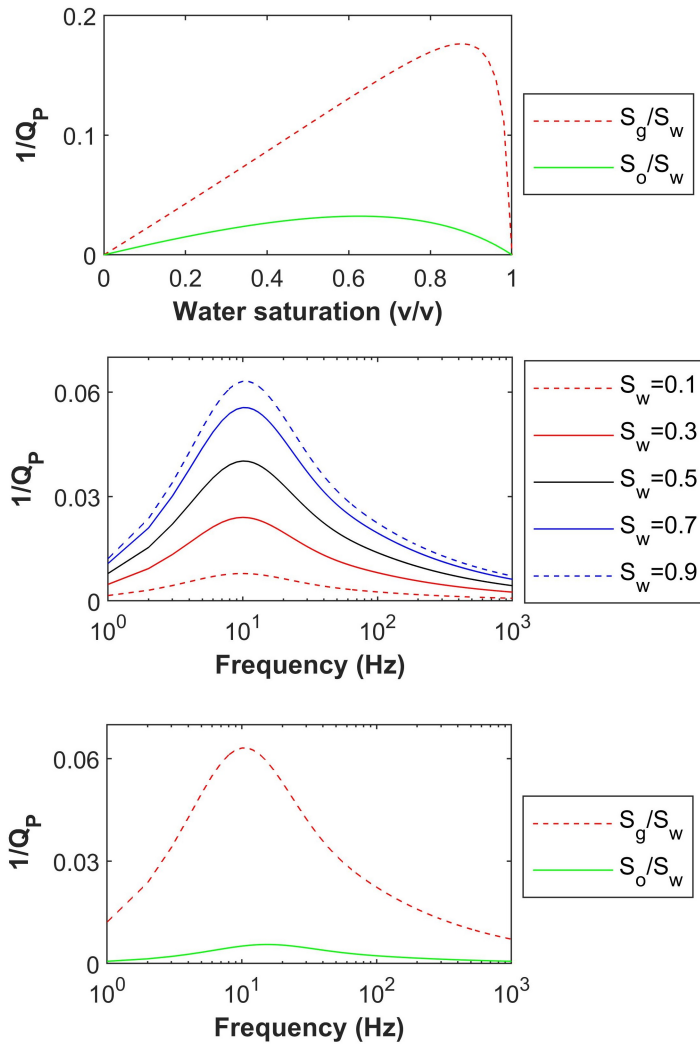 0.2
0.1
0
1/Q_P
0 0.2 0.4 0.6 0.8 1
Water saturation (v/v)
S_g/S_w
S_o/S_w
0.06
0.03
0
1/Q_P
10^0 10^1 10^2 10^3
Frequency (Hz)
S_w=0.1
S_w=0.3
S_w=0.5
S_w=0.7
S_w=0.9
0.06
0.03
0
1/Q_P
10^0 10^1 10^2 10^3
Frequency (Hz)
S_g/S_w
S_o/S_w